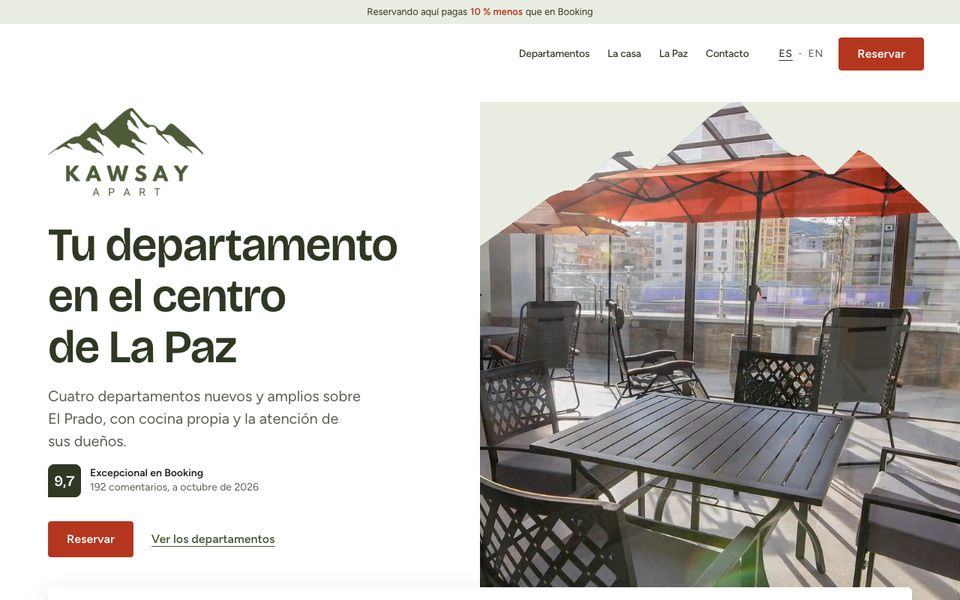 Reservando aquí pagas 10 % menos que en Booking
Departamentos La casa La Paz Contacto ES · EN Reservar
KAWSAY
APART
Tu departamento
en el centro
de La Paz
Cuatro departamentos nuevos y amplios sobre
El Prado, con cocina propia y la atención de
sus dueños.
9,7
Excepcional en Booking
192 comentarios, a octubre de 2026
Reservar Ver los departamentos